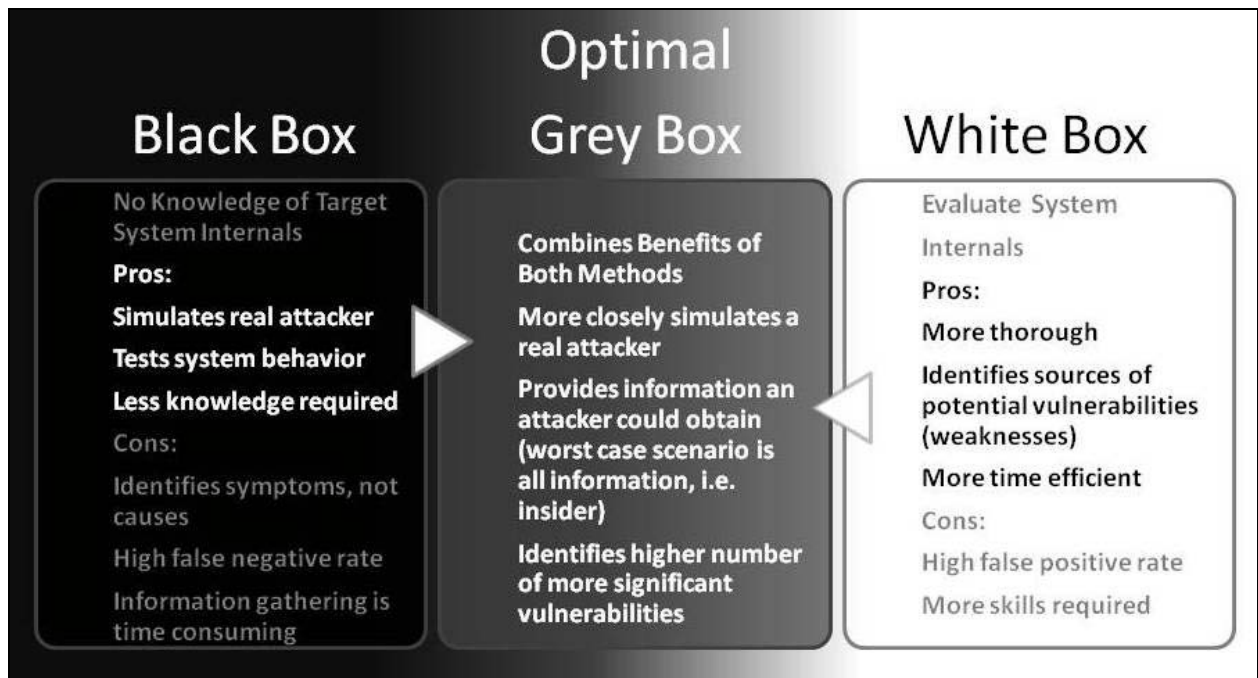 Optimal
Black Box
No Knowledge of Target
System Internals
Pros:
Simulates real attacker
Tests system behavior
Less knowledge required
Cons:
Identifies symptoms, not
causes
High false negative rate
Information gathering is
time consuming
Grey Box
Combines Benefits of
Both Methods
More closely simulates a
real attacker
Provides information an
attacker could obtain
(worst case scenario is
all information, i.e.
insider)
Identifies higher number
of more significant
vulnerabilities
White Box
Evaluate System
Internals
Pros:
More thorough
Identifies sources of
potential vulnerabilities
(weaknesses)
More time efficient
Cons:
High false positive rate
More skills required